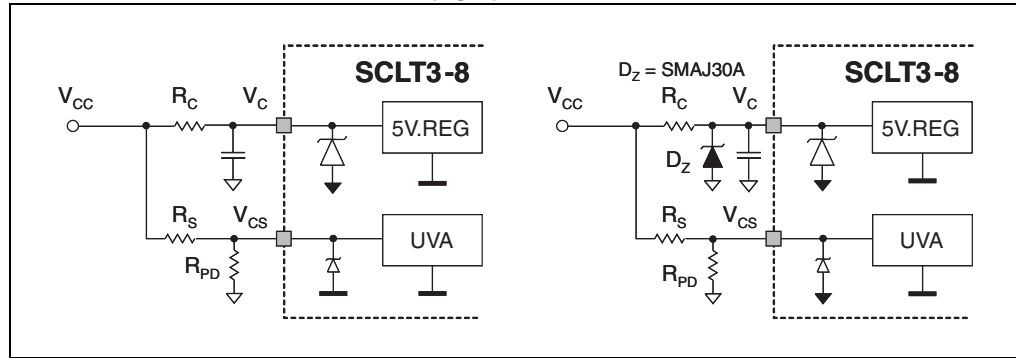 SCLT3-8
V_CC
R_C
V_C
5V.REG
R_S
V_CS
UVA
R_PD
D_Z = SMAJ30A
SCLT3-8
V_CC
R_C
V_C
D_Z
5V.REG
R_S
V_CS
UVA
R_PD